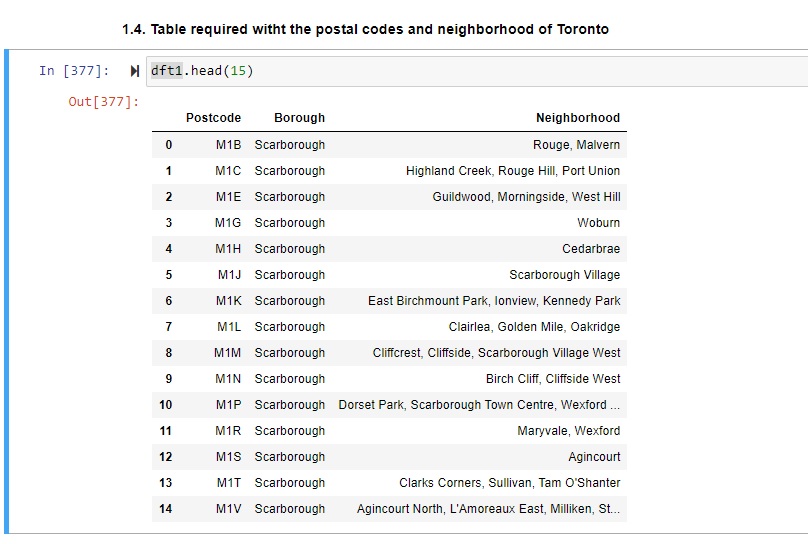 1.4. Table required witht the postal codes and neighborhood of Toronto
In [377]: dft1.head(15)
Out[377]:
Postcode Borough Neighborhood
0 M1B Scarborough Rouge, Malvern
1 M1C Scarborough Highland Creek, Rouge Hill, Port Union
2 M1E Scarborough Guildwood, Morningside, West Hill
3 M1G Scarborough Woburn
4 M1H Scarborough Cedarbrae
5 M1J Scarborough Scarborough Village
6 M1K Scarborough East Birchmount Park, Ionview, Kennedy Park
7 M1L Scarborough Clairlea, Golden Mile, Oakridge
8 M1M Scarborough Cliffcrest, Cliffside, Scarborough Village West
9 M1N Scarborough Birch Cliff, Cliffside West
10 M1P Scarborough Dorset Park, Scarborough Town Centre, Wexford ...
11 M1R Scarborough Maryvale, Wexford
12 M1S Scarborough Agincourt
13 M1T Scarborough Clarks Corners, Sullivan, Tam O'Shanter
14 M1V Scarborough Agincourt North, L'Amoreaux East, Milliken, St...